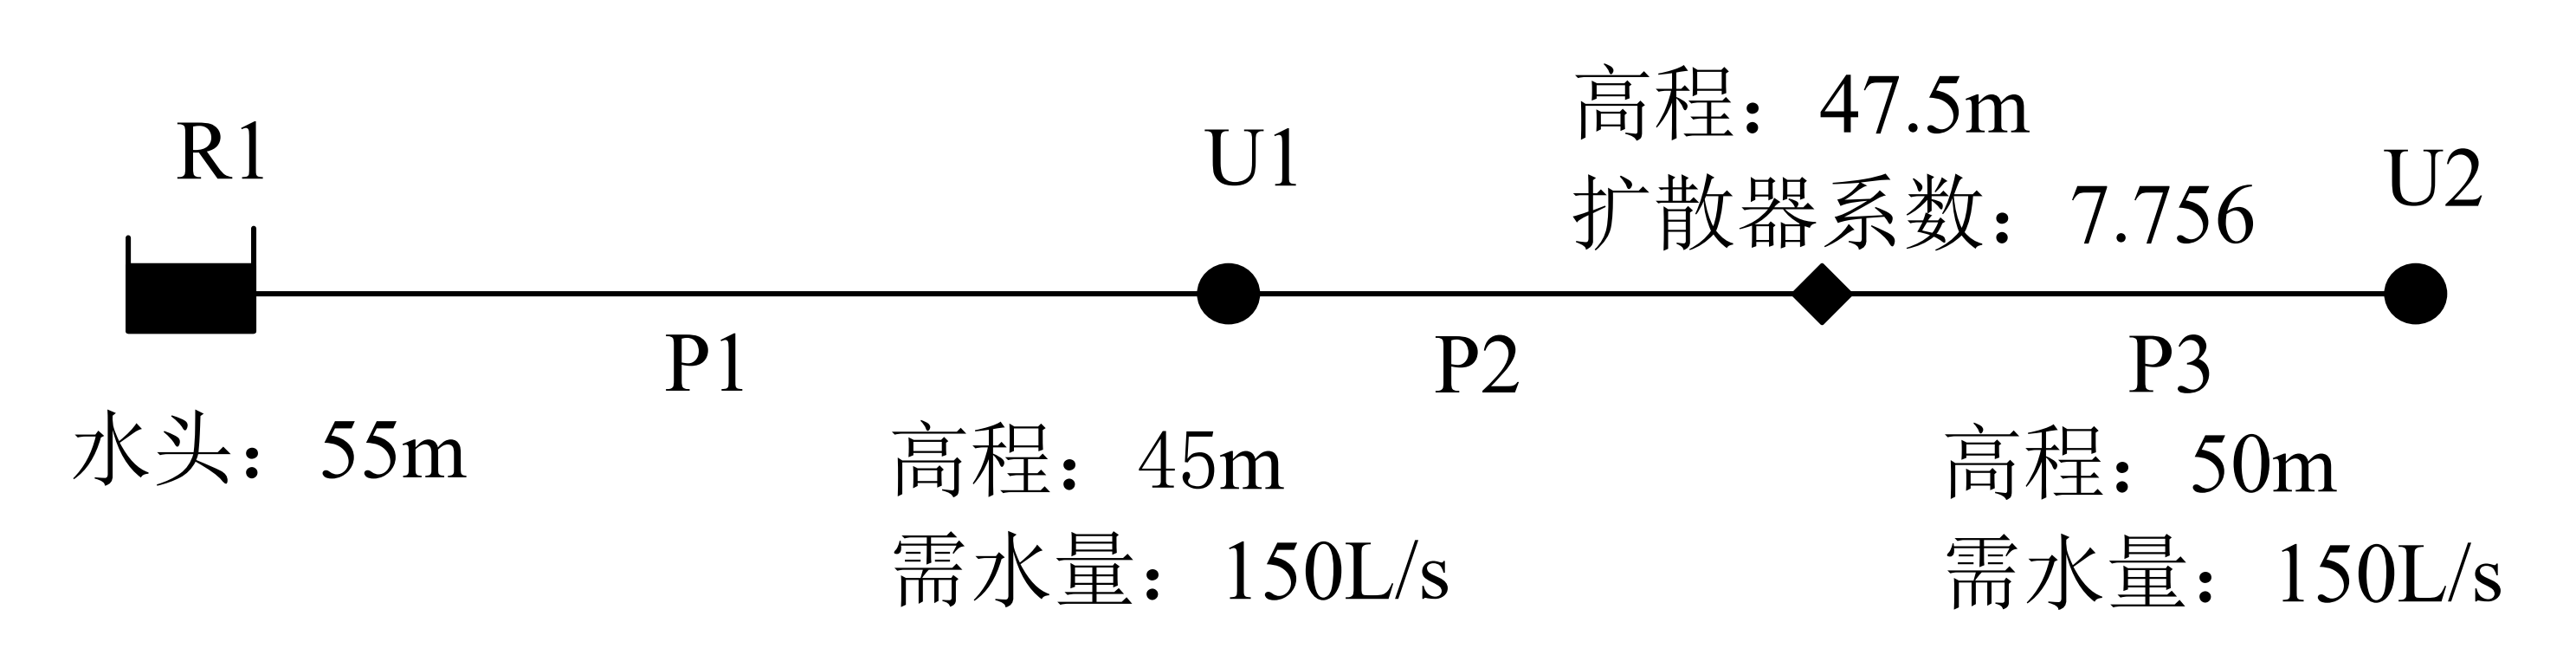 高程：47.5m
扩散器系数：7.756
R1
U1
U2
P1
P2
P3
水头：55m
高程：45m
需水量：150L/s
高程：50m
需水量：150L/s